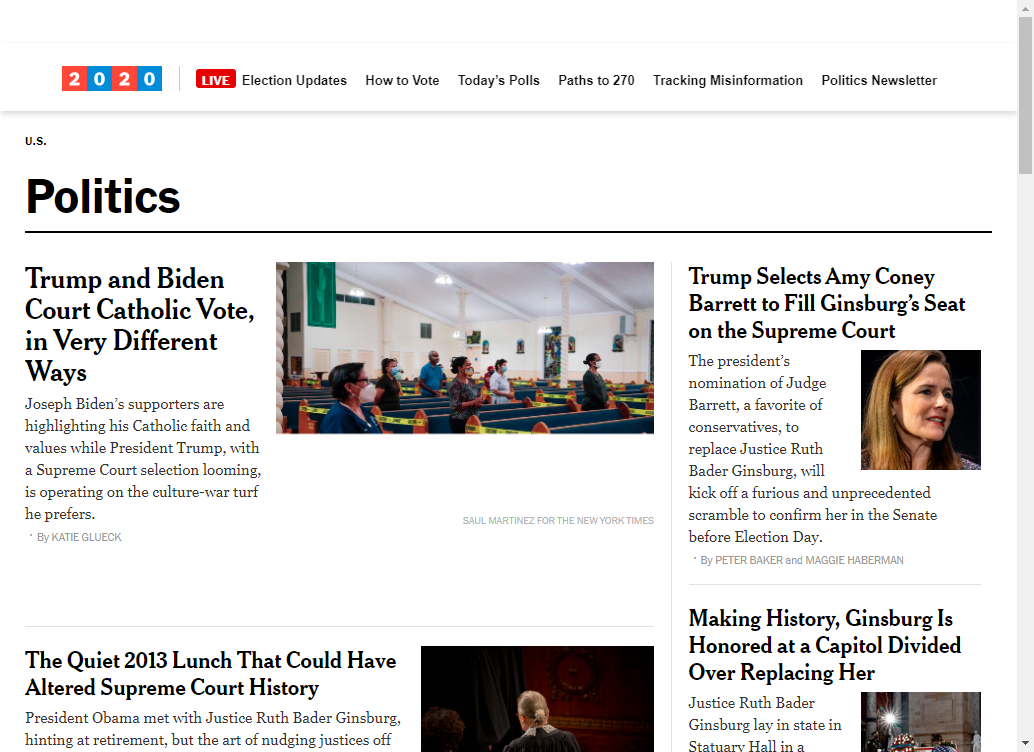 2020
LIVE Election Updates How to Vote Today's Polls Paths to 270 Tracking Misinformation Politics Newsletter
U.S.
Politics
Trump and Biden
Court Catholic Vote,
in Very Different
Ways
Joseph Biden's supporters are
highlighting his Catholic faith and
values while President Trump, with
a Supreme Court selection looming,
is operating on the culture-war turf
he prefers.
· By KATIE GLUECK
SAUL MARTINEZ FOR THE NEW YORK TIMES
The Quiet 2013 Lunch That Could Have
Altered Supreme Court History
President Obama met with Justice Ruth Bader Ginsburg,
hinting at retirement, but the art of nudging justices off
Trump Selects Amy Coney
Barrett to Fill Ginsburg's Seat
on the Supreme Court
The president's
nomination of Judge
Barrett, a favorite of
conservatives, to
replace Justice Ruth
Bader Ginsburg, will
kick off a furious and unprecedented
scramble to confirm her in the Senate
before Election Day.
· By PETER BAKER and MAGGIE HABERMAN
Making History, Ginsburg Is
Honored at a Capitol Divided
Over Replacing Her
Justice Ruth Bader
Ginsburg lay in state in
Statuary Hall in a